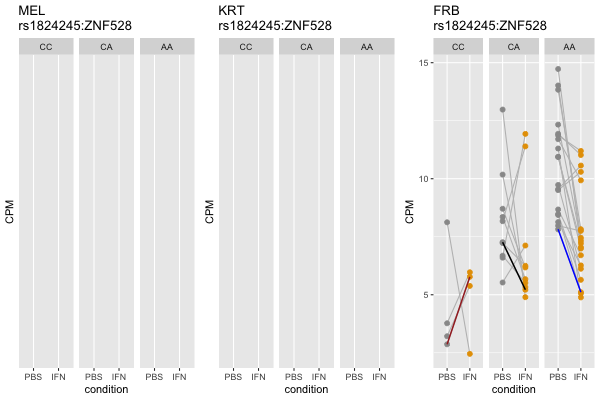 MEL
rs1824245:ZNF528
CC CA AA
CPM
PBS IFN PBS IFN PBS IFN
condition
KRT
rs1824245:ZNF528
CC CA AA
CPM
PBS IFN PBS IFN PBS IFN
condition
FRB
rs1824245:ZNF528
CC CA AA
15
10
5
CPM
PBS IFN PBS IFN PBS IFN
condition